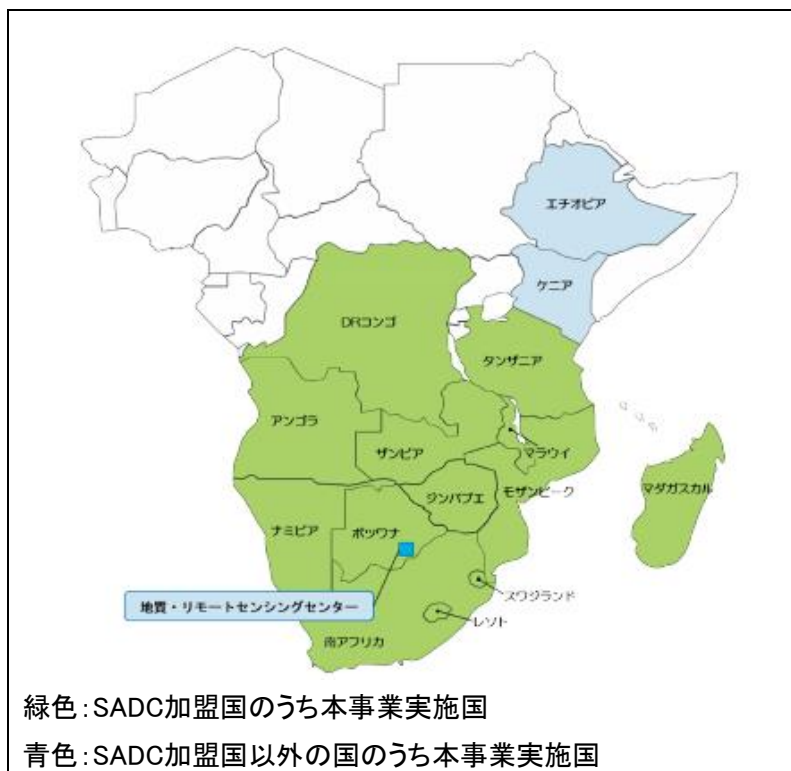 エチオピア
ケニア
DRコンゴ
タンザニア
アンゴラ
ザンビア
マラウイ
モザンビーク
マダガスカル
ジンバブエ
ナミビア
ボツワナ
スワジランド
地質・リモートセンシングセンター
レソト
南アフリカ
緑色：SADC加盟国のうち本事業実施国
青色：SADC加盟国以外の国のうち本事業実施国